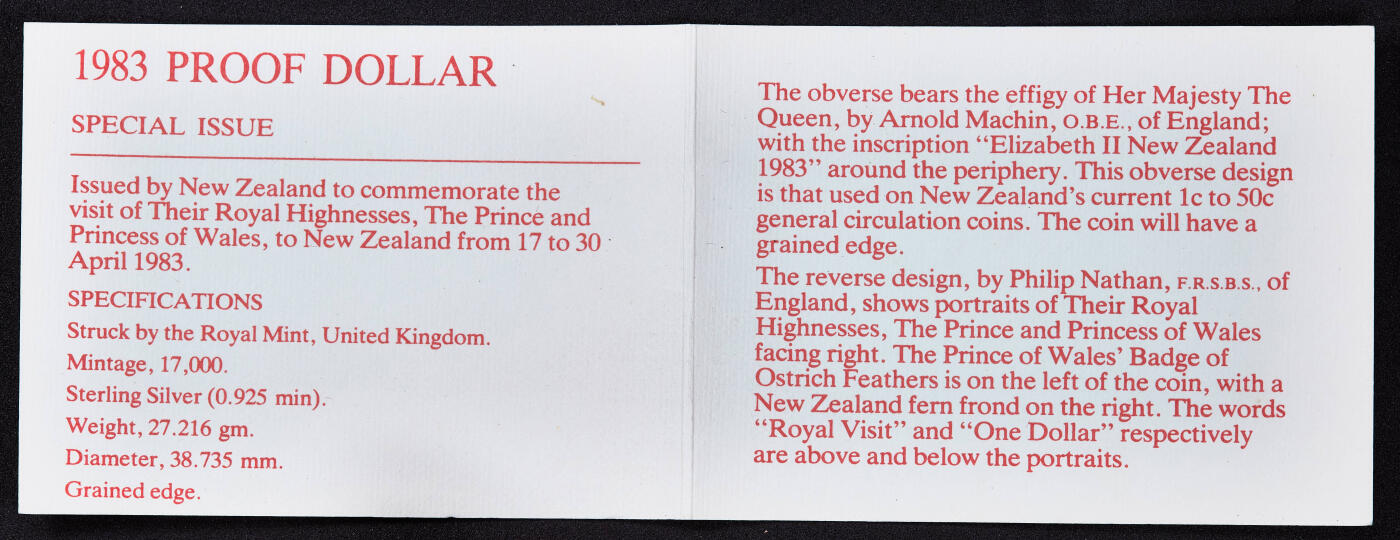 1983 PROOF DOLLAR
SPECIAL ISSUE
Issued by New Zealand to commemorate the
visit of Their Royal Highnesses, The Prince and
Princess of Wales, to New Zealand from 17 to 30
April 1983.
SPECIFICATIONS
Struck by the Royal Mint, United Kingdom.
Mintage, 17,000.
Sterling Silver (0.925 min).
Weight, 27.216 gm.
Diameter, 38.735 mm.
Grained edge.
The obverse bears the effigy of Her Majesty The
Queen, by Arnold Machin, O.B.E., of England;
with the inscription “Elizabeth II New Zealand
1983” around the periphery. This obverse design
is that used on New Zealand’s current 1c to 50c
general circulation coins. The coin will have a
grained edge.
The reverse design, by Philip Nathan, F.R.S.B.S., of
England, shows portraits of Their Royal
Highnesses, The Prince and Princess of Wales
facing right. The Prince of Wales’ Badge of
Ostrich Feathers is on the left of the coin, with a
New Zealand fern frond on the right. The words
“Royal Visit” and “One Dollar” respectively
are above and below the portraits.